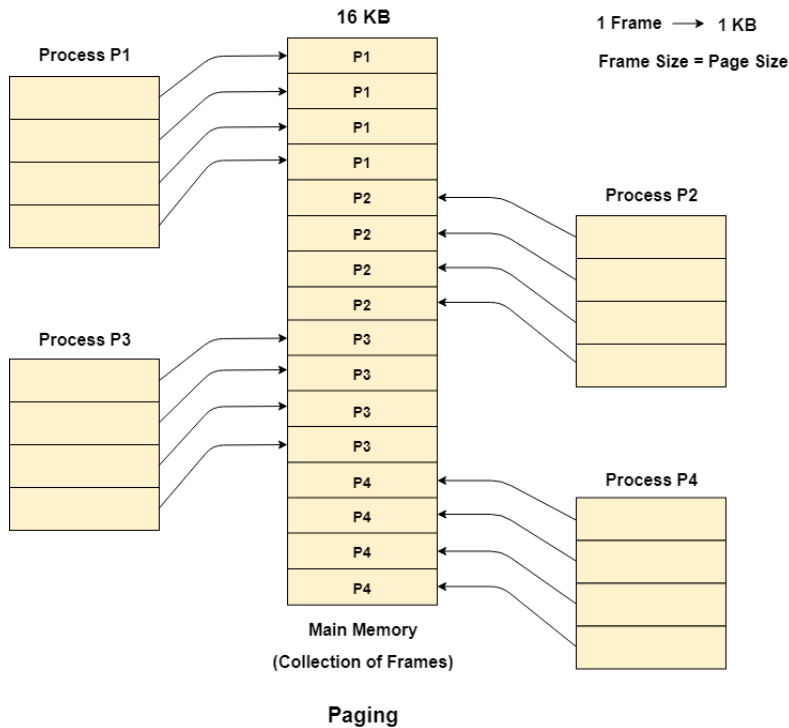 16 KB
1 Frame → 1 KB
Frame Size = Page Size
Process P1
P1
P1
P1
P1
P2
Process P2
P2
P2
P2
Process P3
P3
P3
P3
P3
P4
Process P4
P4
P4
P4
Main Memory
(Collection of Frames)
Paging